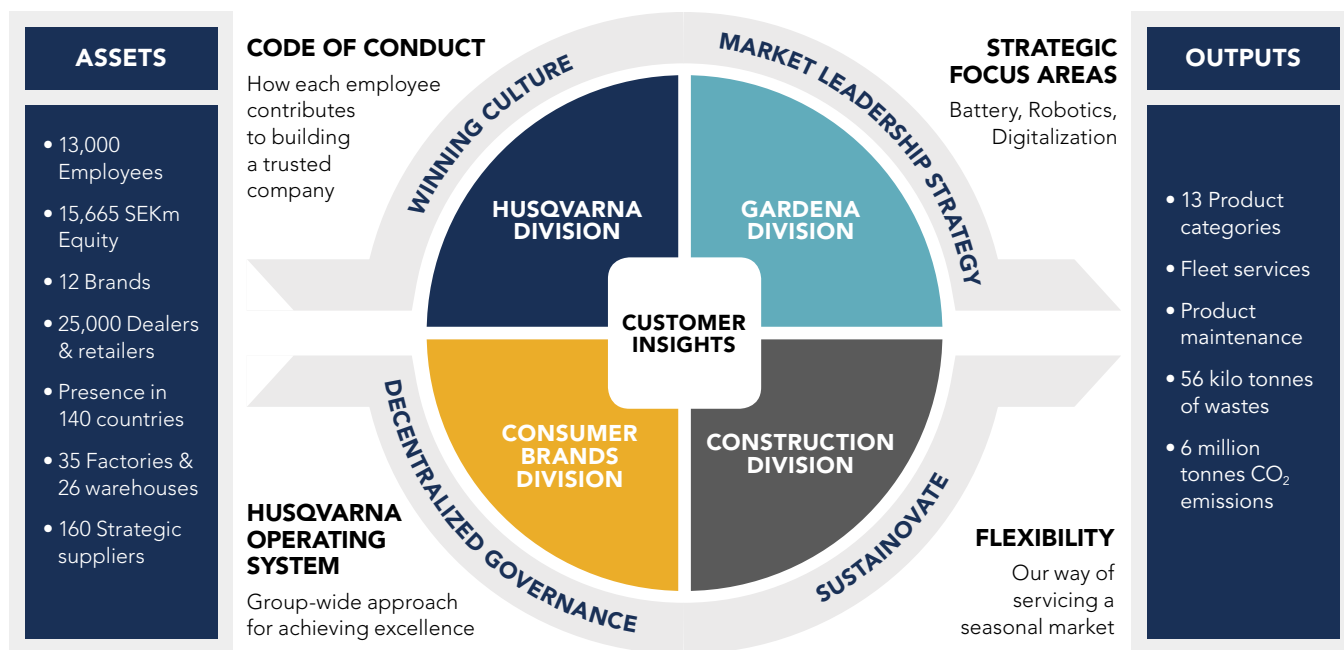 ASSETS
• 13,000
Employees
• 15,665 SEKm
Equity
• 12 Brands
• 25,000 Dealers
& retailers
• Presence in
140 countries
• 35 Factories &
26 warehouses
• 160 Strategic
suppliers
CODE OF CONDUCT
How each employee
contributes
to building
a trusted
company
HUSQVARNA
OPERATING
SYSTEM
Group-wide approach
for achieving excellence
WINNING CULTURE
MARKET LEADERSHIP STRATEGY
DECENTRALIZED GOVERNANCE
SUSTAINOVATE
HUSQVARNA
DIVISION
GARDENA
DIVISION
CUSTOMER
INSIGHTS
CONSUMER
BRANDS
DIVISION
CONSTRUCTION
DIVISION
STRATEGIC
FOCUS AREAS
Battery, Robotics,
Digitalization
FLEXIBILITY
Our way of
servicing a
seasonal market
OUTPUTS
• 13 Product
categories
• Fleet services
• Product
maintenance
• 56 kilo tonnes
of wastes
• 6 million
tonnes CO₂
emissions